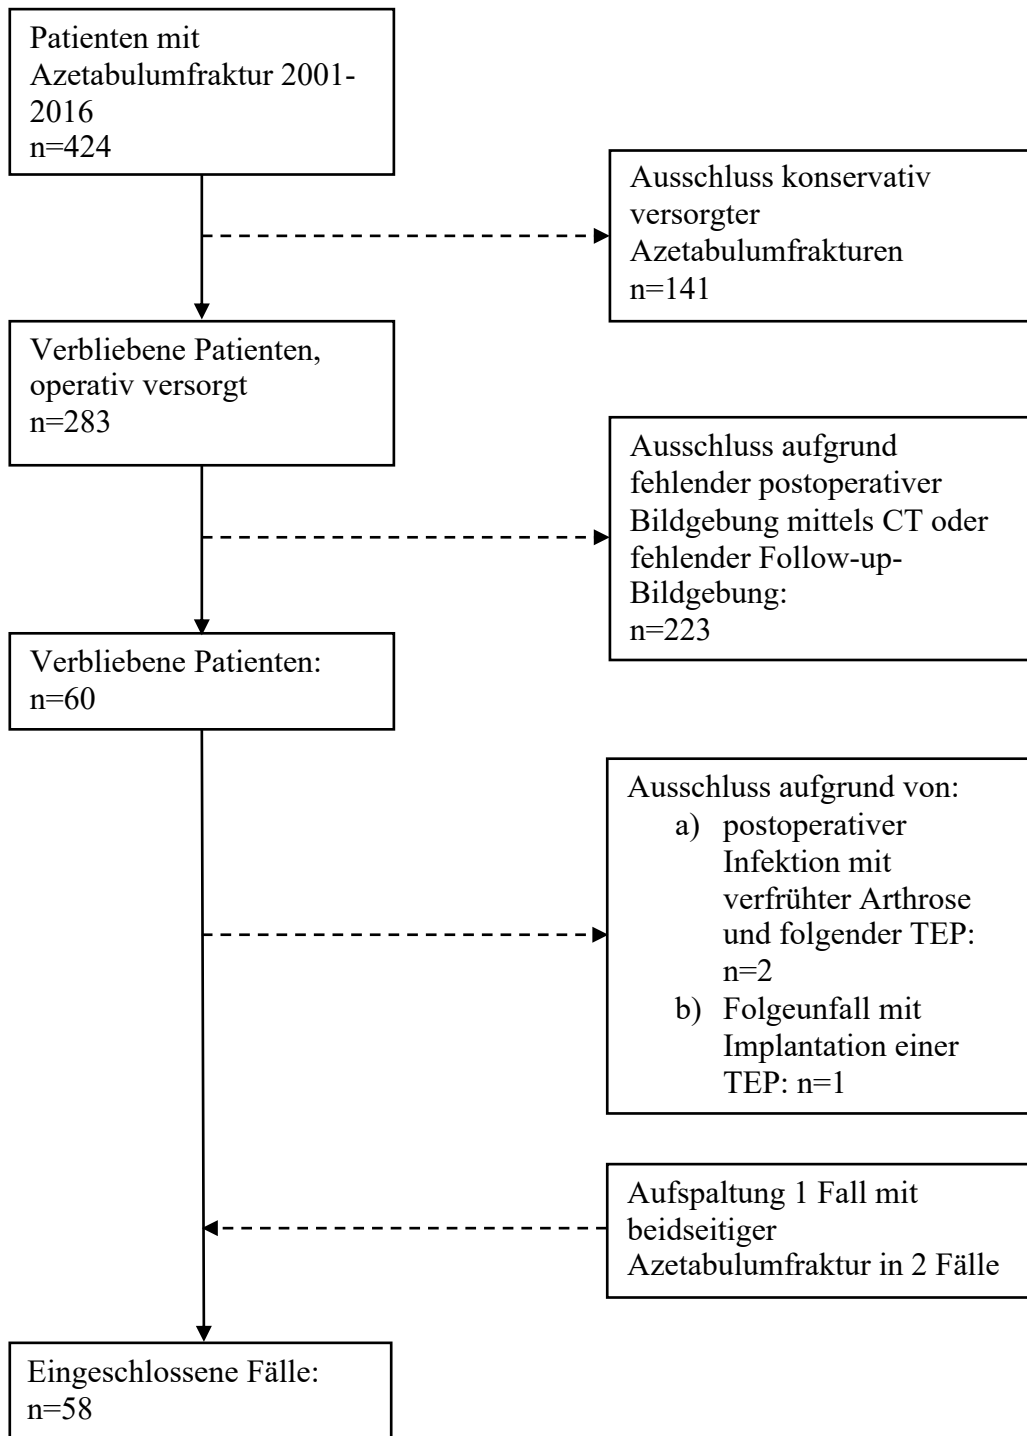 Patienten mit
Azetabulumfraktur 2001-
2016
n=424
Ausschluss konservativ
versorgter
Azetabulumfrakturen
n=141
Verbliebene Patienten,
operativ versorgt
n=283
Ausschluss aufgrund
fehlender postoperativer
Bildgebung mittels CT oder
fehlender Follow-up-
Bildgebung:
n=223
Verbliebene Patienten:
n=60
Ausschluss aufgrund von:
a) postoperativer
Infektion mit
verfrühter Arthrose
und folgender TEP:
n=2
b) Folgeunfall mit
Implantation einer
TEP: n=1
Aufspaltung 1 Fall mit
beidseitiger
Azetabulumfraktur in 2 Fälle
Eingeschlossene Fälle:
n=58